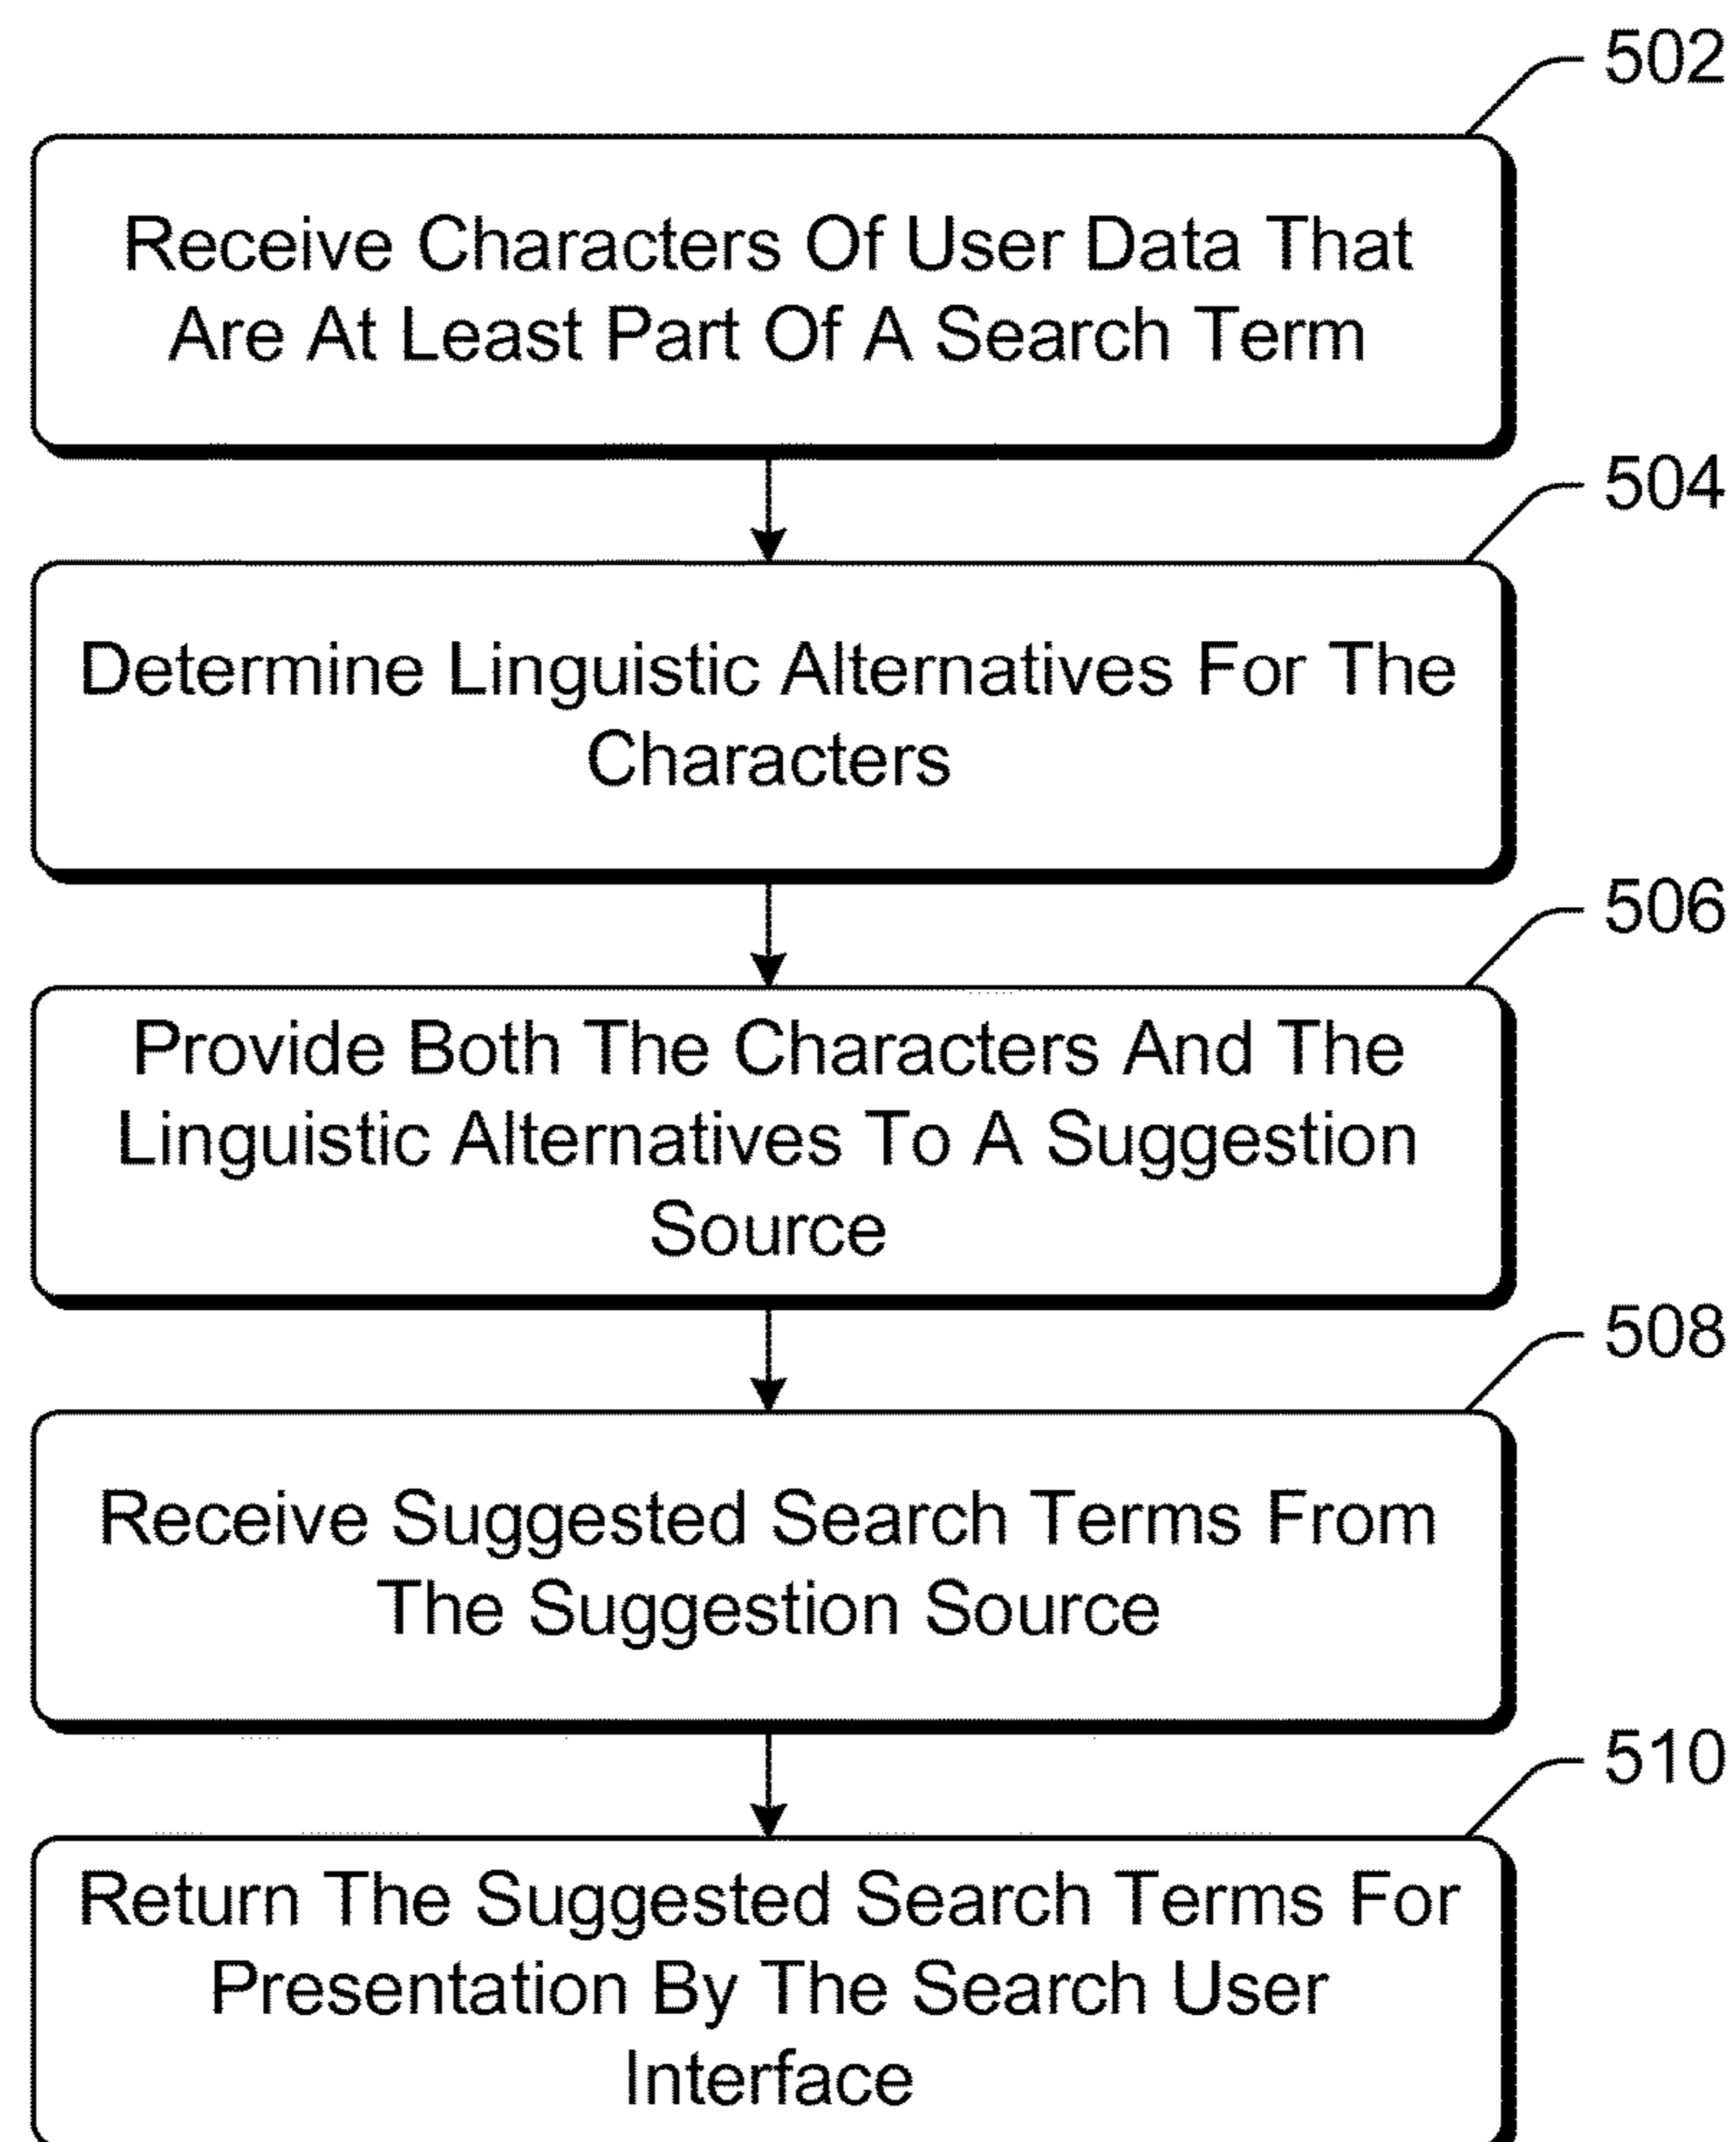 502
Receive Characters Of User Data That
Are At Least Part Of A Search Term
504
Determine Linguistic Alternatives For The
Characters
506
Provide Both The Characters And The
Linguistic Alternatives To A Suggestion
Source
508
Receive Suggested Search Terms From
The Suggestion Source
510
Return The Suggested Search Terms For
Presentation By The Search User
Interface